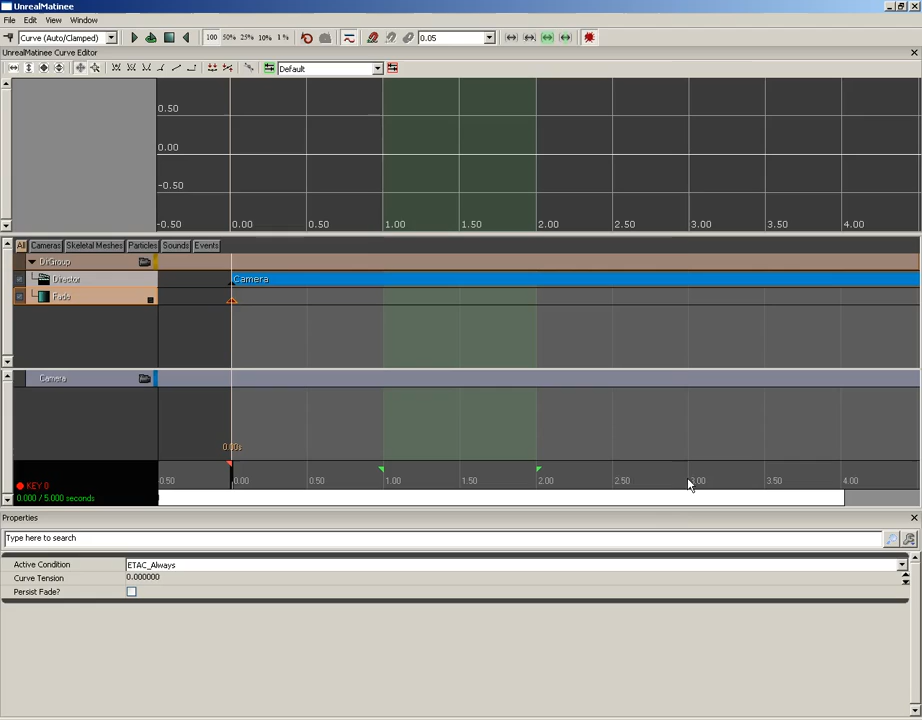 UnrealMatinee
File Edit View Window
Curve (Auto/Clamped) 100 50% 25% 10% 1% 0.05
UnrealMatinee Curve Editor
Default
0.50
0.00
-0.50
-0.50 0.00 0.50 1.00 1.50 2.00 2.50 3.00 3.50 4.00
All Cameras Skeletal Meshes Particles Sounds Events
DirGroup
Director Camera
Fade
Camera
0.00s
0.50 0.00 0.50 1.00 1.50 2.00 2.50 3.00 3.50 4.00
KEY 0
0.000 / 5.000 seconds
Properties
Type here to search
Active Condition ETAC_Always
Curve Tension 0.000000
Persist Fade?